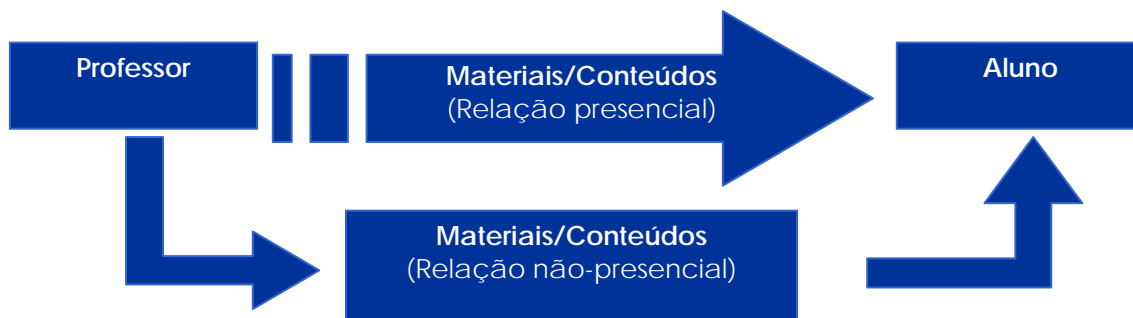 Professor
Materiais/Conteúdos
(Relação presencial)
Aluno
Materiais/Conteúdos
(Relação não-presencial)